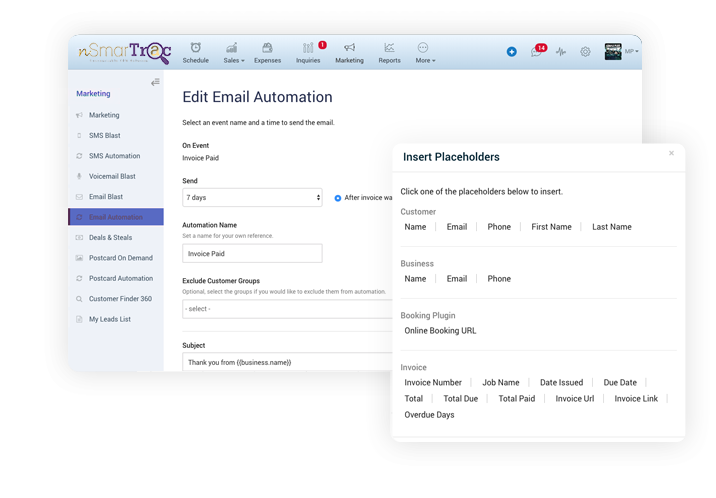 nSmarTrac
Schedule
Sales
Expenses
1
Inquiries
Marketing
Reports
More
14
MP
Marketing
Marketing
SMS Blast
SMS Automation
Voicemail Blast
Email Blast
Email Automation
Deals & Steals
Postcard On Demand
Postcard Automation
Customer Finder 360
My Leads List
Edit Email Automation
Select an event name and a time to send the email.
On Event
Invoice Paid
Send
7 days
After invoice wa
Automation Name
Set a name for your own reference.
Invoice Paid
Exclude Customer Groups
Optional, select the groups if you would like to exclude them from automation.
- select -
Subject
Thank you from {{business.name}}
Insert Placeholders
×
Click one of the placeholders below to insert.
Customer
Name | Email | Phone | First Name | Last Name
Business
Name | Email | Phone
Booking Plugin
Online Booking URL
Invoice
Invoice Number | Job Name | Date Issued | Due Date |
Total | Total Due | Total Paid | Invoice Url | Invoice Link |
Overdue Days